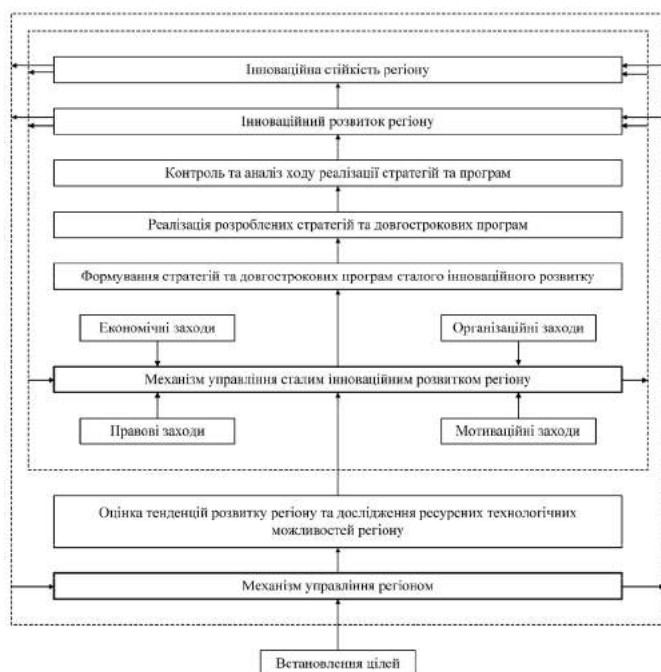 Інноваційна стійкість регіону
Інноваційний розвиток регіону
Контроль та аналіз ходу реалізації стратегій та програм
Реалізація розроблених стратегій та довгострокових програм
Формування стратегій та довгострокових програм сталого інноваційного розвитку
Економічні заходи
Організаційні заходи
Механізм управління сталим інноваційним розвитком регіону
Правові заходи
Мотиваційні заходи
Оцінка тенденцій розвитку регіону та дослідження ресурсних технологічних
можливостей регіону
Механізм управління регіоном
Встановлення цілей